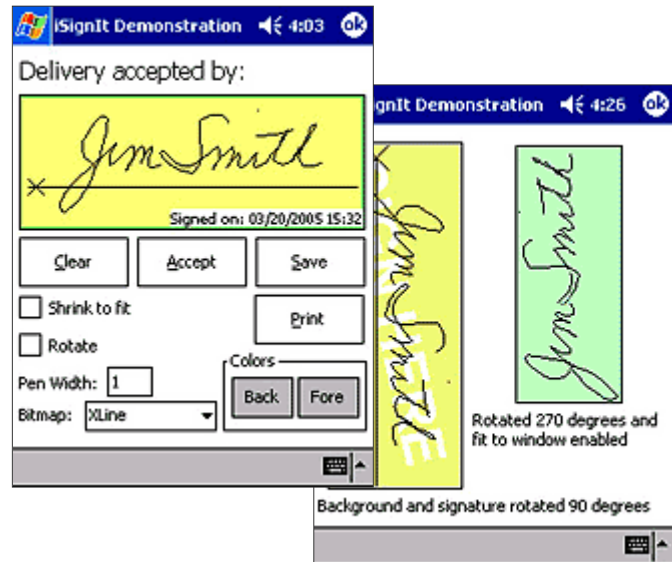 iSignIt Demonstration 4:03 ok
Delivery accepted by:
Jim Smith
X
Signed on: 03/20/2005 15:32
Clear Accept Save
Shrink to fit
Print
Rotate
Colors
Pen Width: 1
Back Fore
Bitmap: XLine
gnIt Demonstration 4:26 ok
Jim Smith
HERE
Jim Smith
Rotated 270 degrees and
fit to window enabled
Background and signature rotated 90 degrees